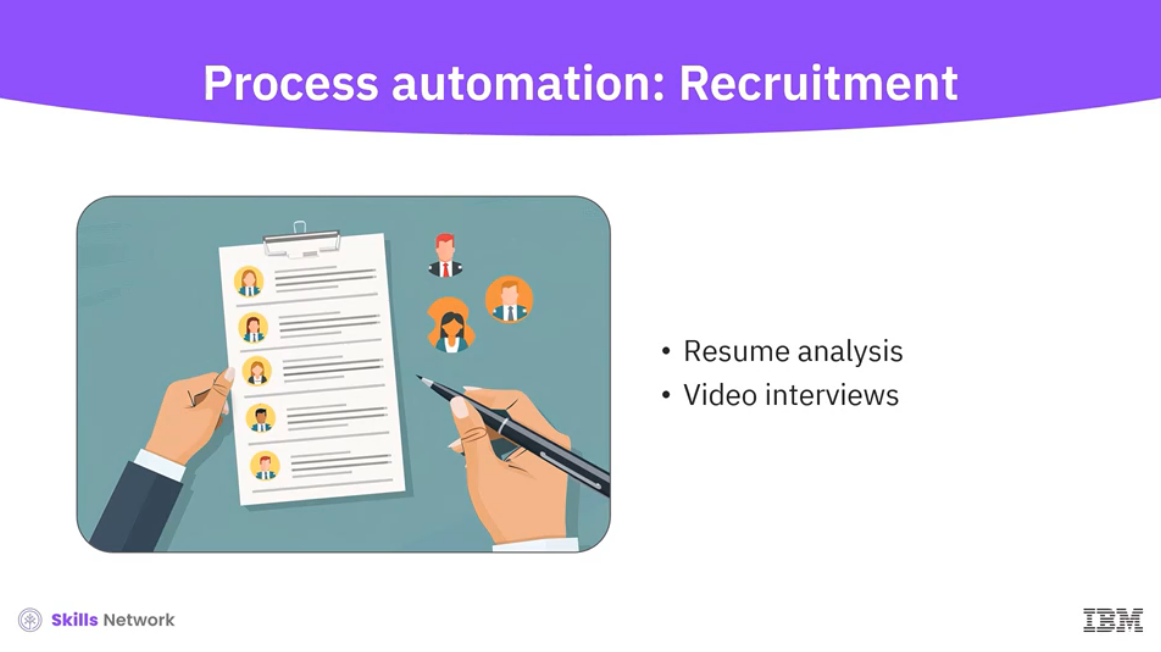 Process automation: Recruitment
• Resume analysis
• Video interviews
Skills Network
IBM